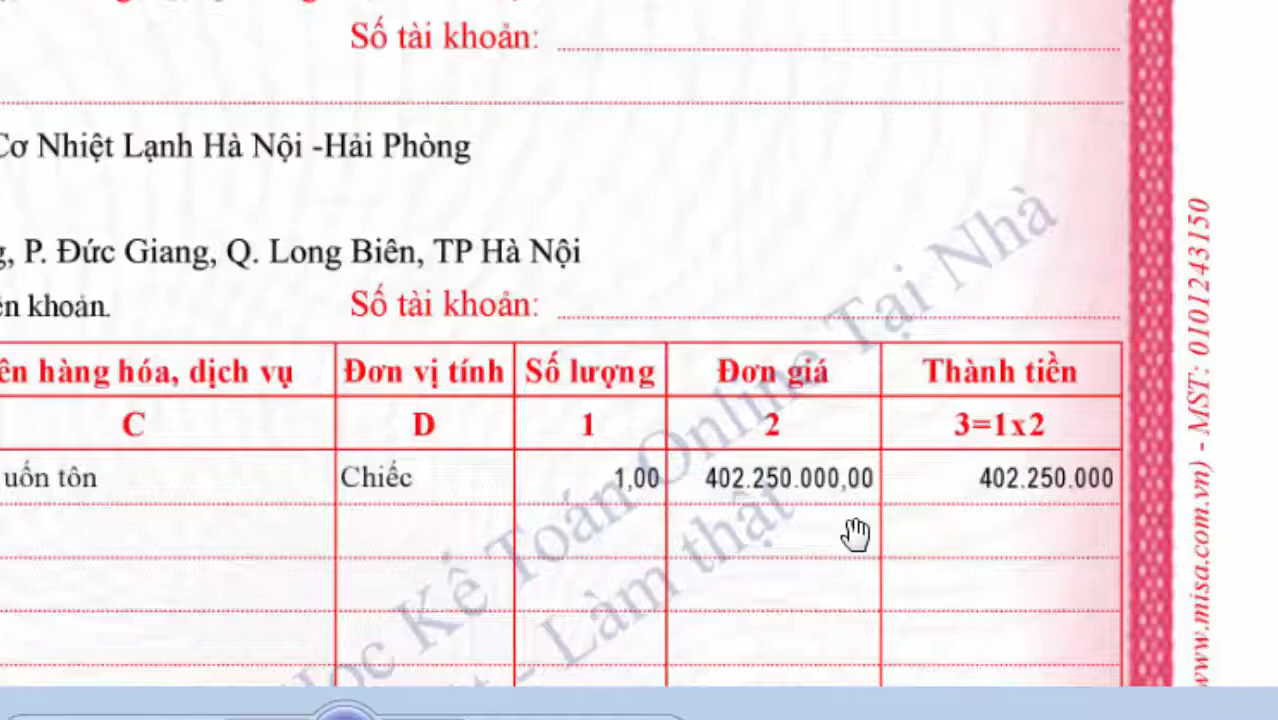 Số tài khoản:
Cơ Nhiệt Lạnh Hà Nội -Hải Phòng
P. Đức Giang, Q. Long Biên, TP Hà Nội
khoản.
Số tài khoản:
hàng hóa, dịch vụ Đơn vị tính Số lượng Đơn giá Thành tiền
C D 1 2 3=1x2
uốn tôn Chiếc 1,00 402.250.000,00 402.250.000
Học Kế Toán Online Tại Nhà
- Làm thật
www.misa.com.vn) - MST: 0101243150